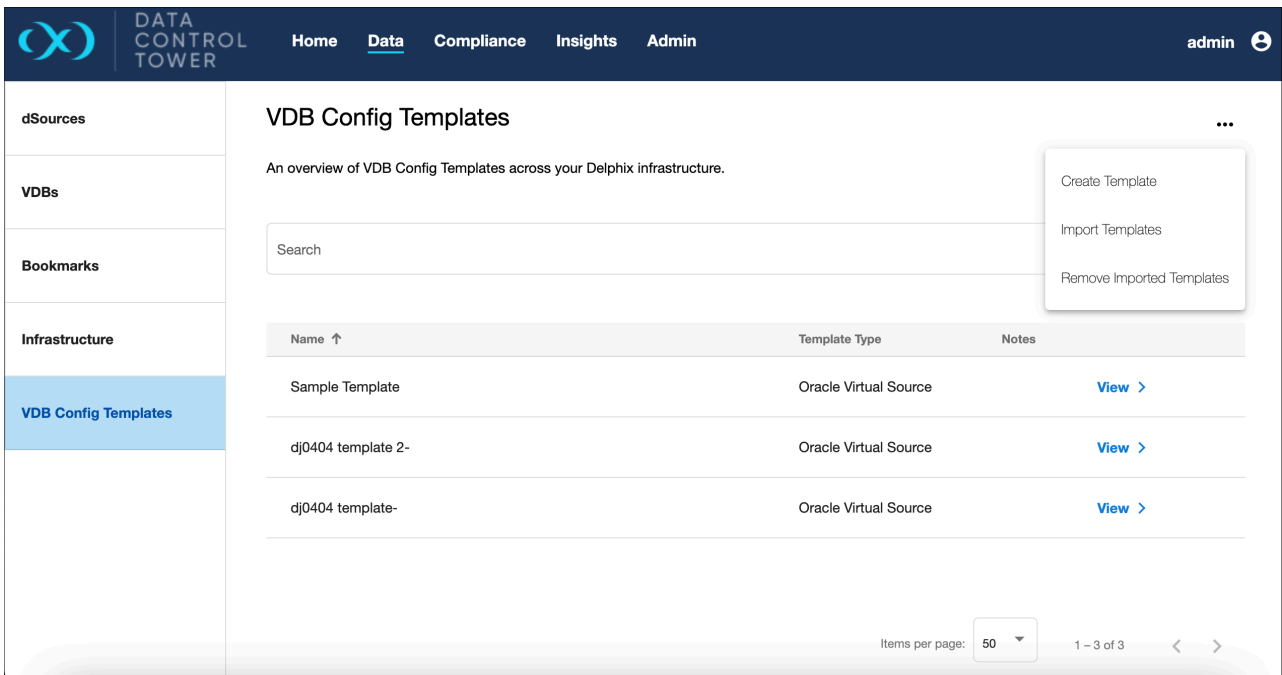 DATA
CONTROL
TOWER
Home Data Compliance Insights Admin
admin
dSources
VDBs
Bookmarks
Infrastructure
VDB Config Templates
VDB Config Templates
...
An overview of VDB Config Templates across your Delphix infrastructure.
Create Template
Import Templates
Remove Imported Templates
Search
Name ↑ Template Type Notes
Sample Template Oracle Virtual Source View >
dj0404 template 2- Oracle Virtual Source View >
dj0404 template- Oracle Virtual Source View >
Items per page: 50 1 – 3 of 3 < >